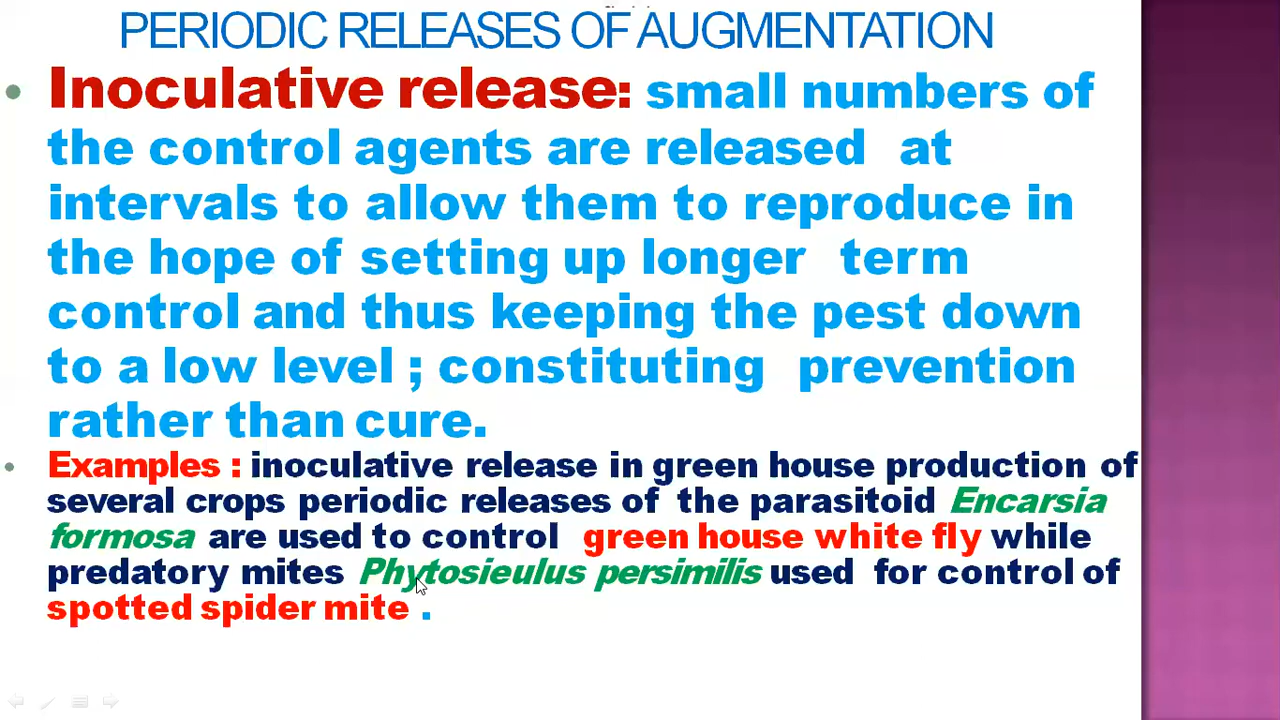 PERIODIC RELEASES OF AUGMENTATION
Inoculative release: small numbers of
the control agents are released at
intervals to allow them to reproduce in
the hope of setting up longer term
control and thus keeping the pest down
to a low level ; constituting prevention
rather than cure.
Examples : inoculative release in green house production of
several crops periodic releases of the parasitoid Encarsia
formosa are used to control green house white fly while
predatory mites Phytosieulus persimilis used for control of
spotted spider mite .